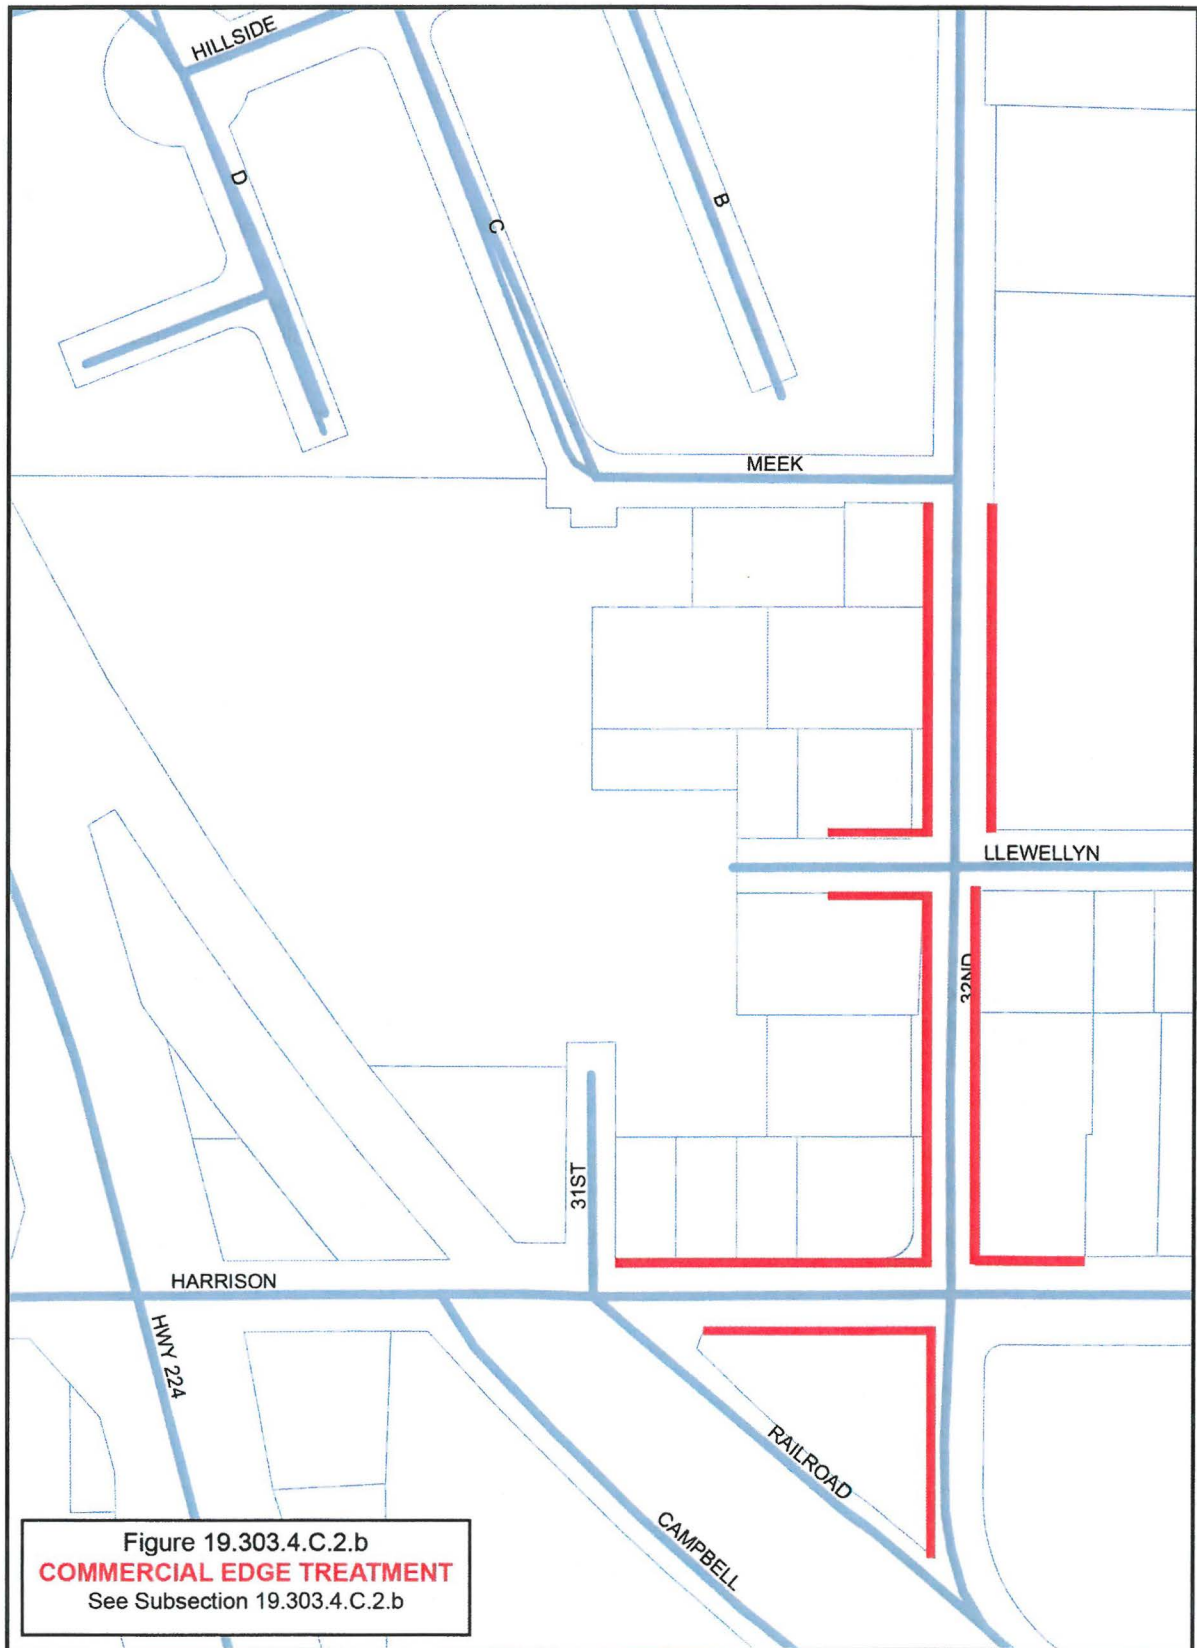 HILLSIDE
D
C
B
MEEK
LLEWELLYN
32ND
31ST
HARRISON
HWY 224
RAILROAD
CAMPBELL
Figure 19.303.4.C.2.b
COMMERCIAL EDGE TREATMENT
See Subsection 19.303.4.C.2.b